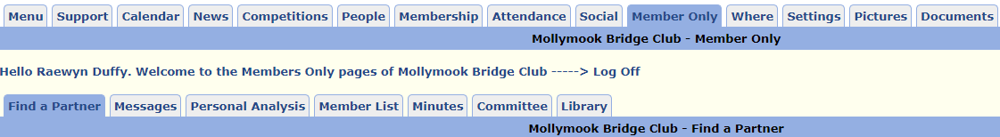 Menu Support Calendar News Competitions People Membership Attendance Social Member Only Where Settings Pictures Documents
Mollymook Bridge Club - Member Only
Hello Raewyn Duffy. Welcome to the Members Only pages of Mollymook Bridge Club -----> Log Off
Find a Partner Messages Personal Analysis Member List Minutes Committee Library
Mollymook Bridge Club - Find a Partner